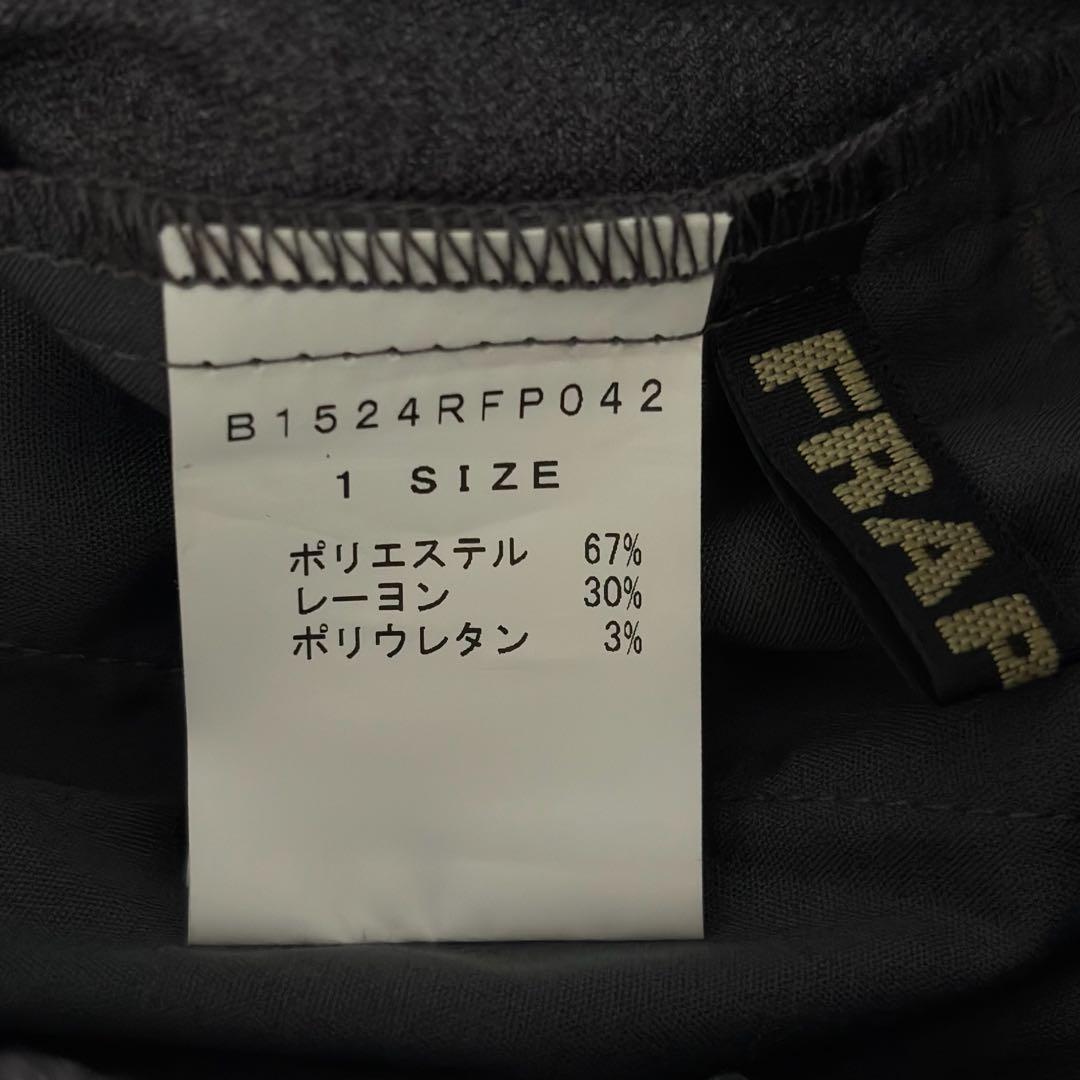 B1524RFP042
1 SIZE
ポリエステル 67%
レーヨン 30%
ポリウレタン 3%
FRAP